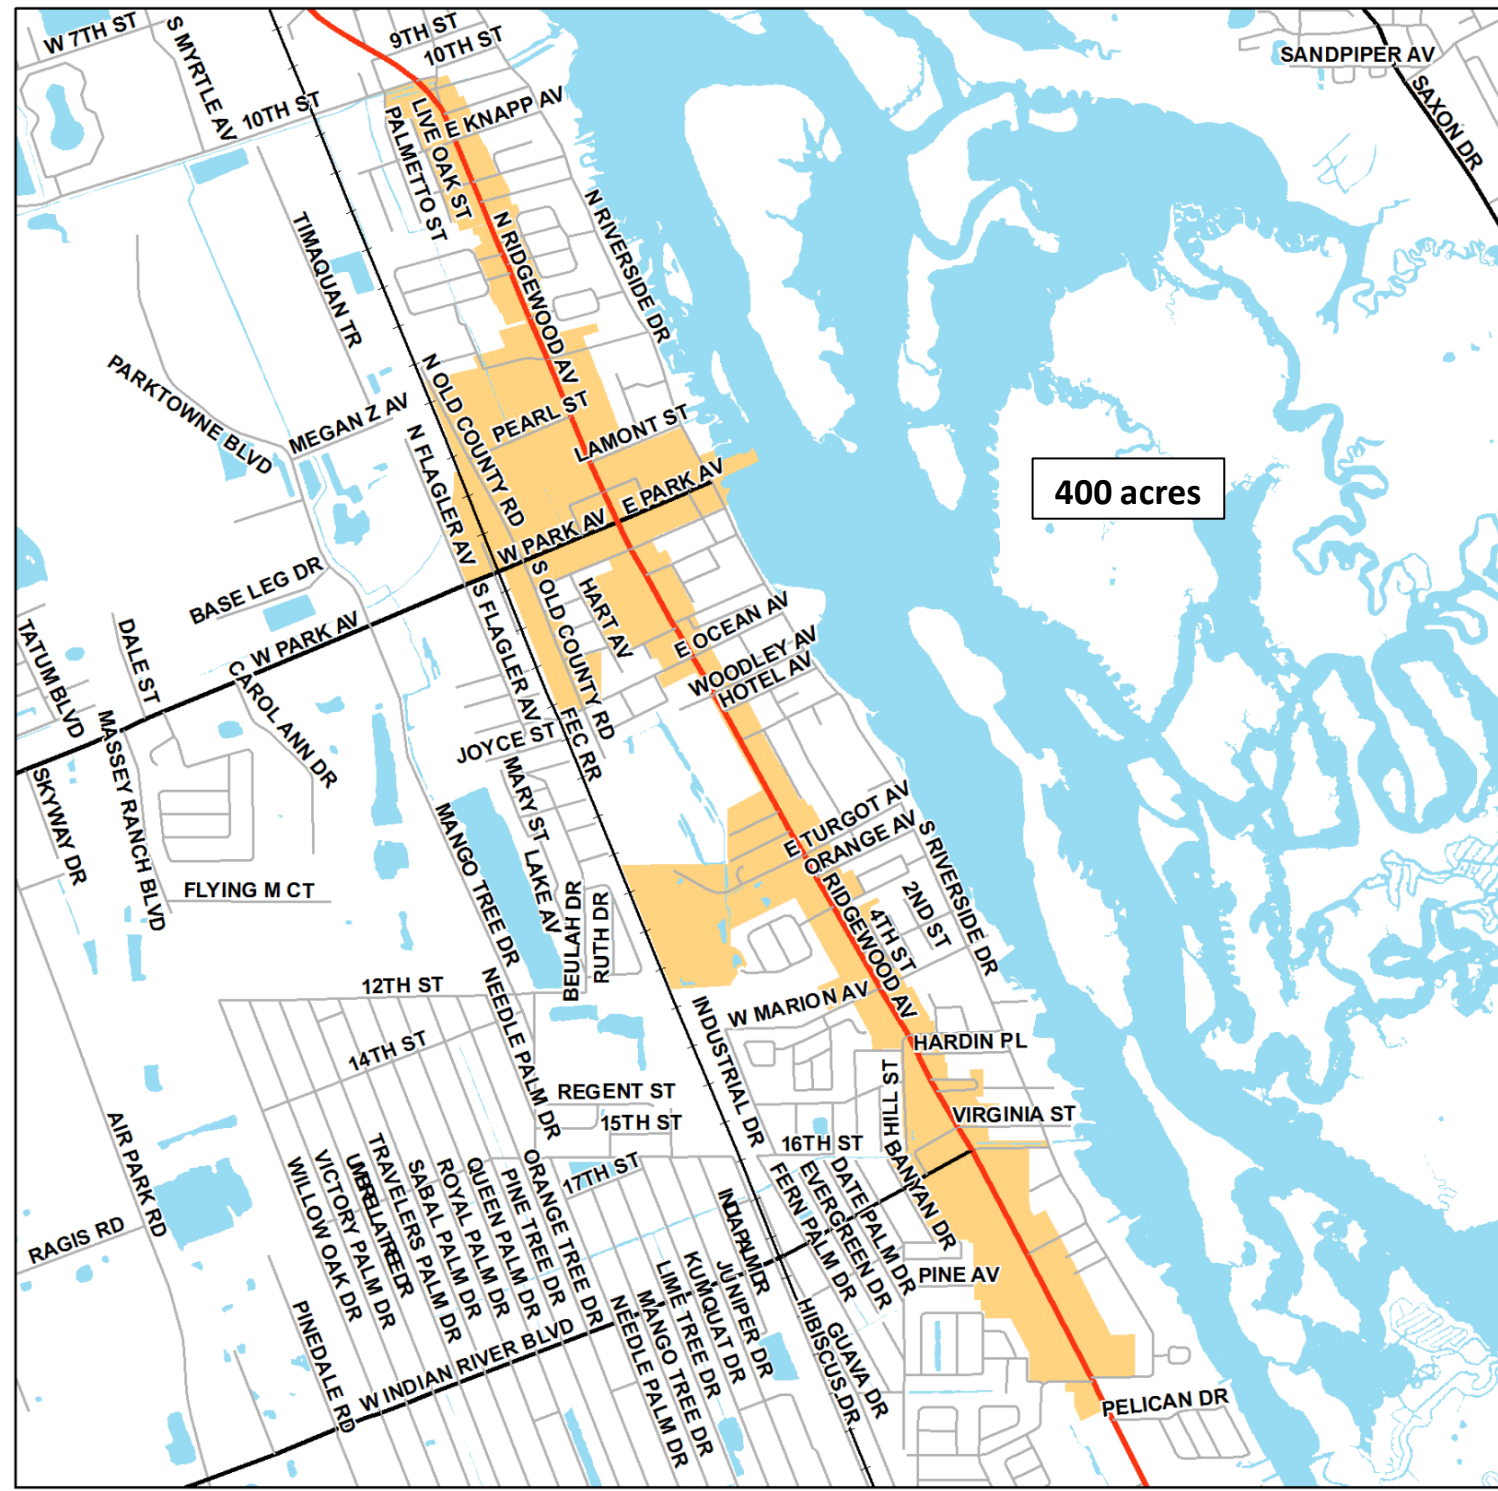 W 7TH ST
S MYRTLE AV
9TH ST
10TH ST
10TH ST
SANDPIPER AV
SAXON DR
E KNAPP AV
LIVE OAK ST
PALMETTO ST
N RIDGEWOOD AV
N RIVERSIDE DR
TIMAQUAN TR
PARKTOWNE BLVD
MEGAN Z AV
N OLD COUNTY RD
PEARL ST
LAMONT ST
N FLAGLER AV
E PARK AV
400 acres
W PARK AV
BASE LEG DR
S OLD COUNTY RD
HART AV
E OCEAN AV
WOODLEY AV
HOTEL AV
TATUM BLVD
DALE ST
W PARK AV
CAROL ANN DR
S FLAGLER AV
MASSEY RANCH BLVD
JOYCE ST
FEC RR
SKYWAY DR
MARY ST
LAKE AV
MANGO TREE DR
E TURGOT AV
ORANGE AV
S RIVERSIDE DR
FLYING M CT
BEULAH DR
RUTH DR
S RIDGEWOOD AV
4TH ST
2ND ST
12TH ST
NEEDLE PALM DR
INDUSTRIAL DR
W MARION AV
HARDIN PL
14TH ST
REGENT ST
15TH ST
HILL ST
VIRGINIA ST
16TH ST
AIR PARK RD
17TH ST
BANYAN DR
WILLOW OAK DR
VICTORY PALM DR
UMBRELLA TREE DR
TRAVELERS PALM DR
SABAL PALM DR
ROYAL PALM DR
QUEEN PALM DR
PINE TREE DR
ORANGE TREE DR
INDIA PALM DR
FERN PALM DR
EVERGREEN DR
DATE PALM DR
RAGIS RD
PINE AV
PINEDALE RD
W INDIAN RIVER BLVD
NEEDLE PALM DR
MANGO TREE DR
LIME TREE DR
KUMQUAT DR
JUNIPER DR
HIBISCUS DR
GUAVA DR
PELICAN DR